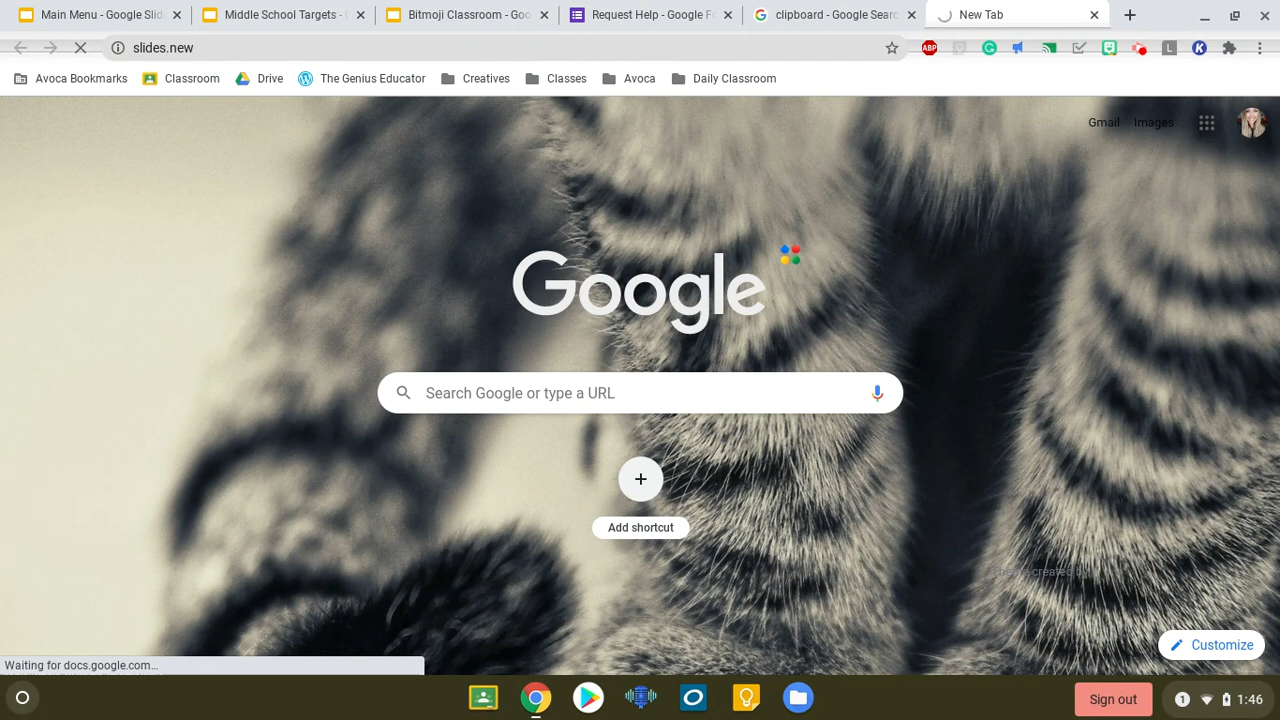 Main Menu - Google Slid
Middle School Targets -
Bitmoji Classroom - Goo
Request Help - Google F
clipboard - Google Searc
New Tab
slides.new
ABP
Avoca Bookmarks
Classroom
Drive
The Genius Educator
Creatives
Classes
Avoca
Daily Classroom
Gmail
Images
Google
Search Google or type a URL
Add shortcut
Customize
Waiting for docs.google.com...
Sign out
1
1:46